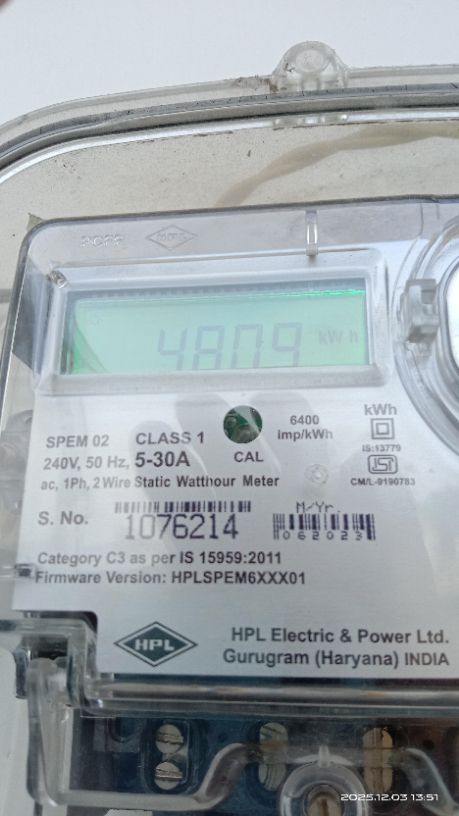 HPL
4809 kWh
SPEM 02 CLASS 1
6400 imp/kWh
kWh
240V, 50 Hz, 5-30A
CAL
IS:13779
ISI
ac, 1Ph, 2 Wire Static Watthour Meter
CM/L-9190783
S. No. 1076214
M/Yr.
062023
Category C3 as per IS 15959:2011
Firmware Version: HPLSPEM6XXX01
HPL
HPL Electric & Power Ltd.
Gurugram (Haryana) INDIA
2025.12.03 13:51